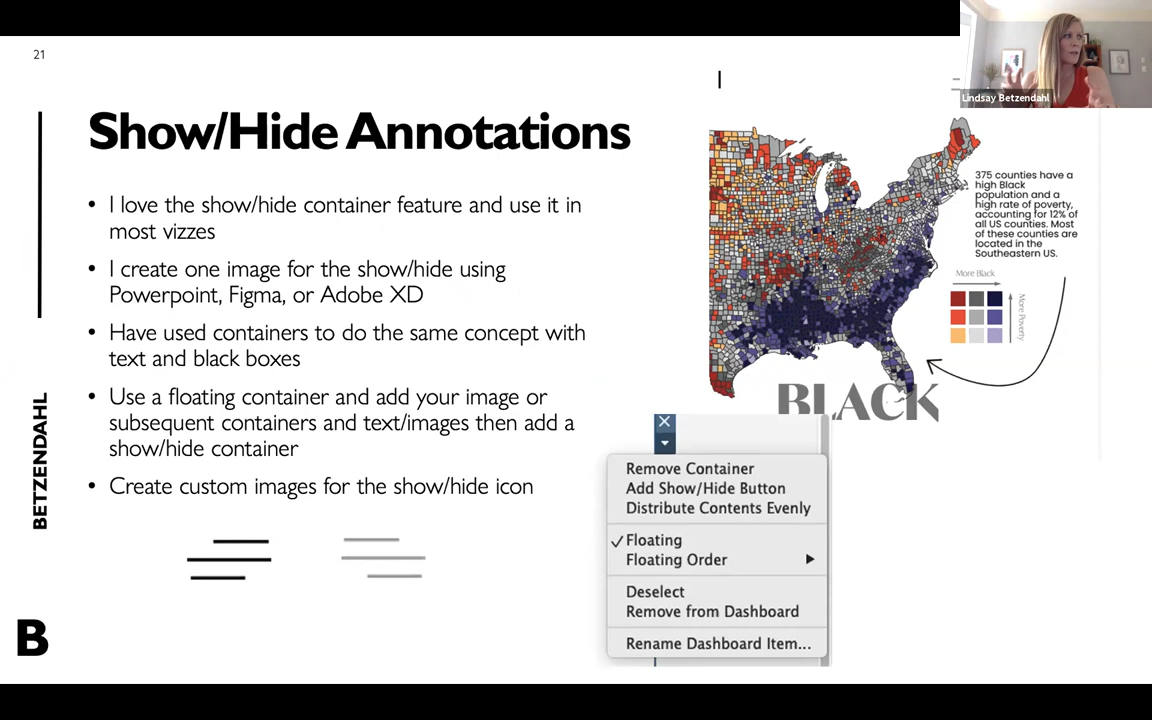 21
Lindsay Betzendahl
Show/Hide Annotations
• I love the show/hide container feature and use it in
most vizzes
• I create one image for the show/hide using
Powerpoint, Figma, or Adobe XD
• Have used containers to do the same concept with
text and black boxes
• Use a floating container and add your image or
subsequent containers and text/images then add a
show/hide container
• Create custom images for the show/hide icon
BETZENDAHL
B
375 counties have a
high Black
population and a
high rate of poverty,
accounting for 12% of
all US counties. Most
of these counties are
located in the
Southeastern US.
More Black
More Poverty
BLACK
Remove Container
Add Show/Hide Button
Distribute Contents Evenly
✓ Floating
Floating Order
Deselect
Remove from Dashboard
Rename Dashboard Item...